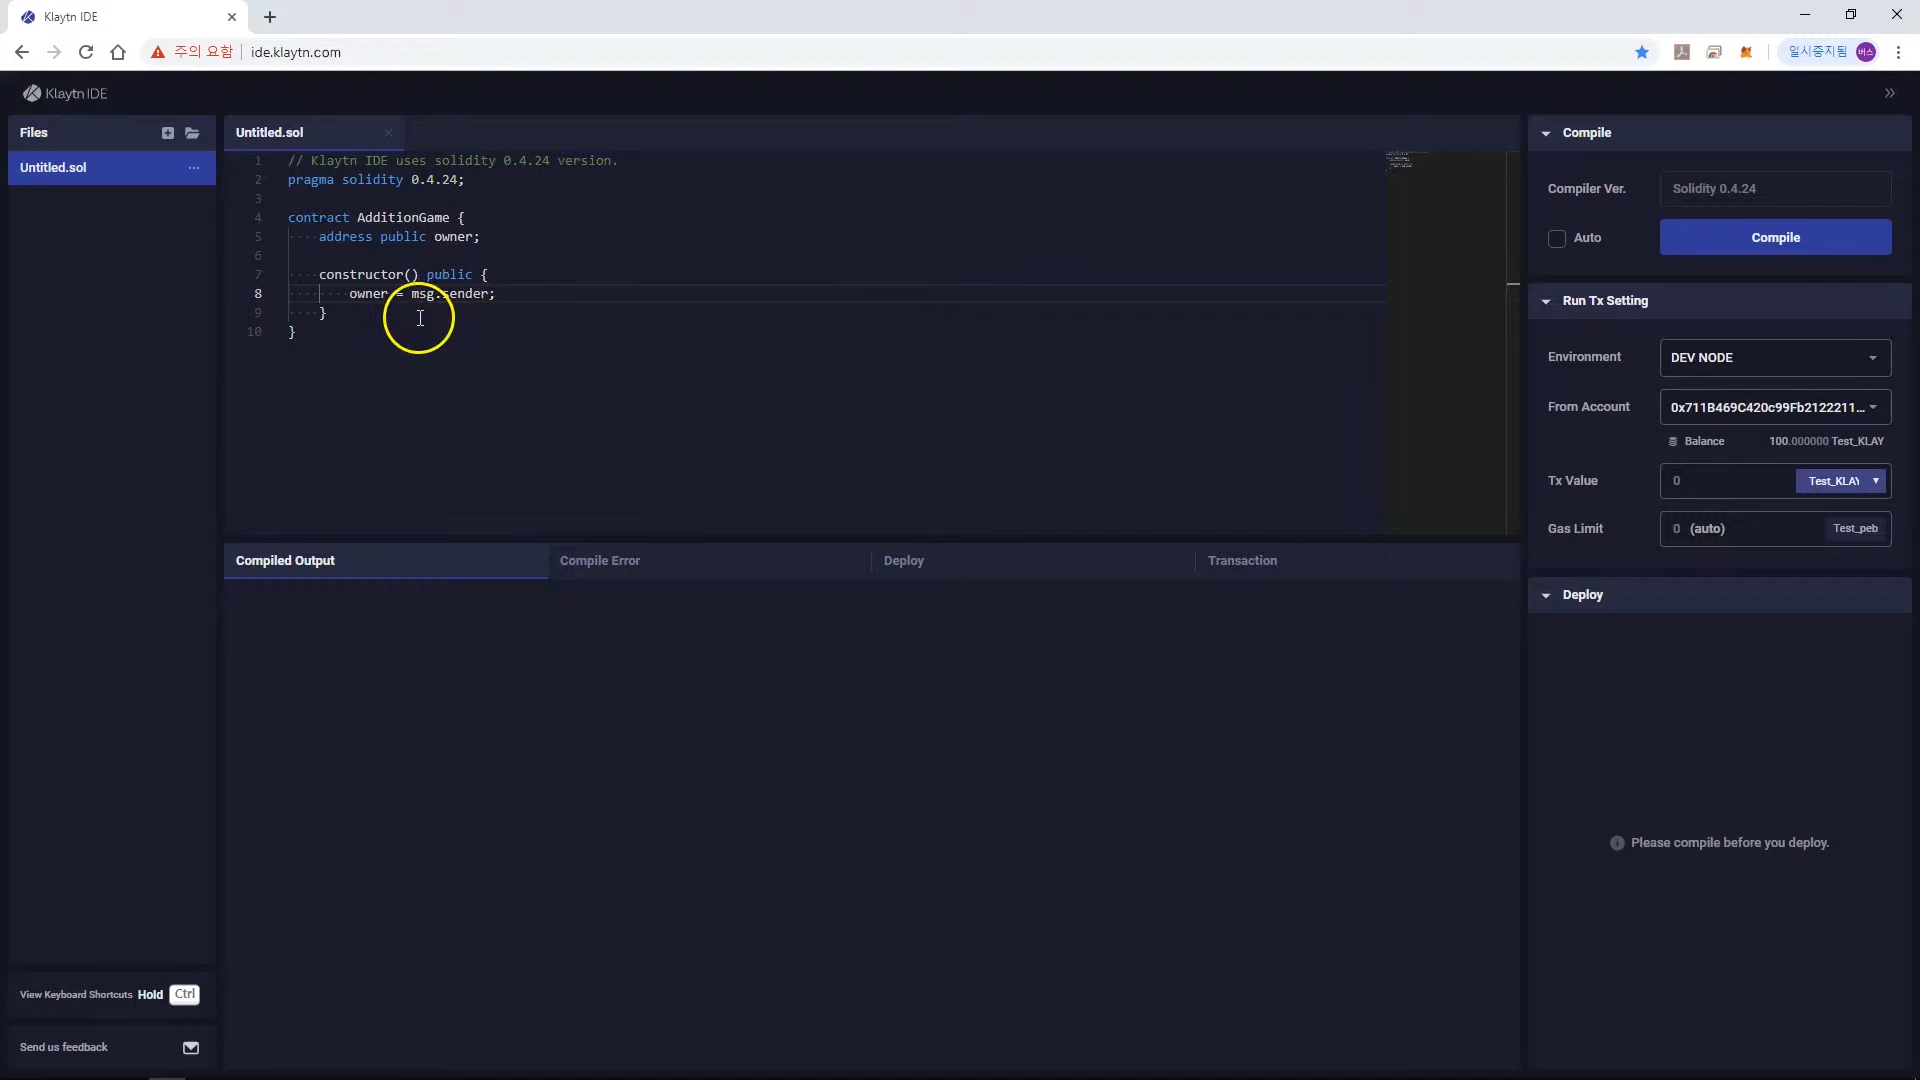 Klaytn IDE
주의 요함
ide.klaytn.com
일시중지됨
버스
Klaytn IDE
Files
Untitled.sol
Untitled.sol
1 // Klaytn IDE uses solidity 0.4.24 version.
2 pragma solidity 0.4.24;
3
4 contract AdditionGame {
5 address public owner;
6
7 constructor() public {
8 owner = msg.sender;
9 }
10 }
Compile
Compiler Ver. Solidity 0.4.24
Auto Compile
Run Tx Setting
Environment DEV NODE
From Account 0x711B469C420c99Fb2122211...
Balance 100.000000 Test_KLAY
Tx Value 0 Test_KLAY
Gas Limit 0 (auto) Test_peb
Compiled Output Compile Error Deploy Transaction
Deploy
Please compile before you deploy.
View Keyboard Shortcuts Hold Ctrl
Send us feedback